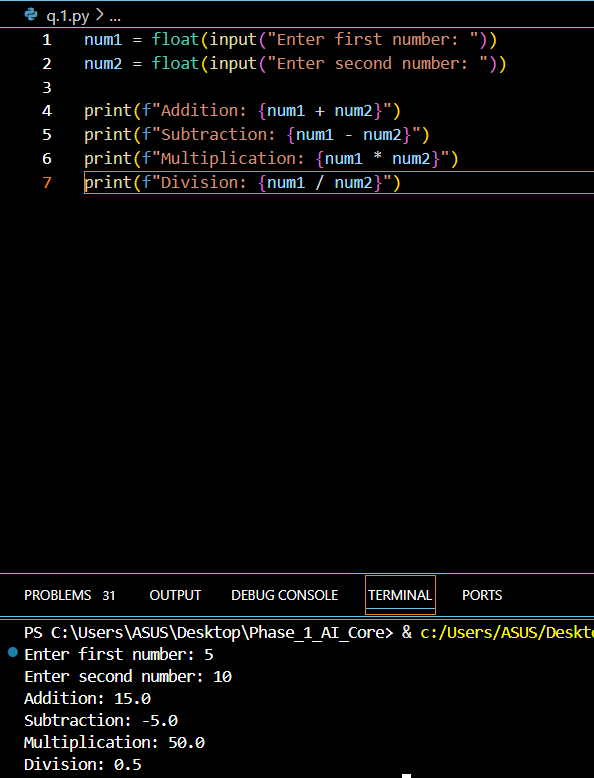 q.1.py > ...
1 num1 = float(input("Enter first number: "))
2 num2 = float(input("Enter second number: "))
3
4 print(f"Addition: {num1 + num2}")
5 print(f"Subtraction: {num1 - num2}")
6 print(f"Multiplication: {num1 * num2}")
7 print(f"Division: {num1 / num2}")
PROBLEMS 31 OUTPUT DEBUG CONSOLE TERMINAL PORTS
PS C:\Users\ASUS\Desktop\Phase_1_AI_Core> & c:/Users/ASUS/Deskto
Enter first number: 5
Enter second number: 10
Addition: 15.0
Subtraction: -5.0
Multiplication: 50.0
Division: 0.5